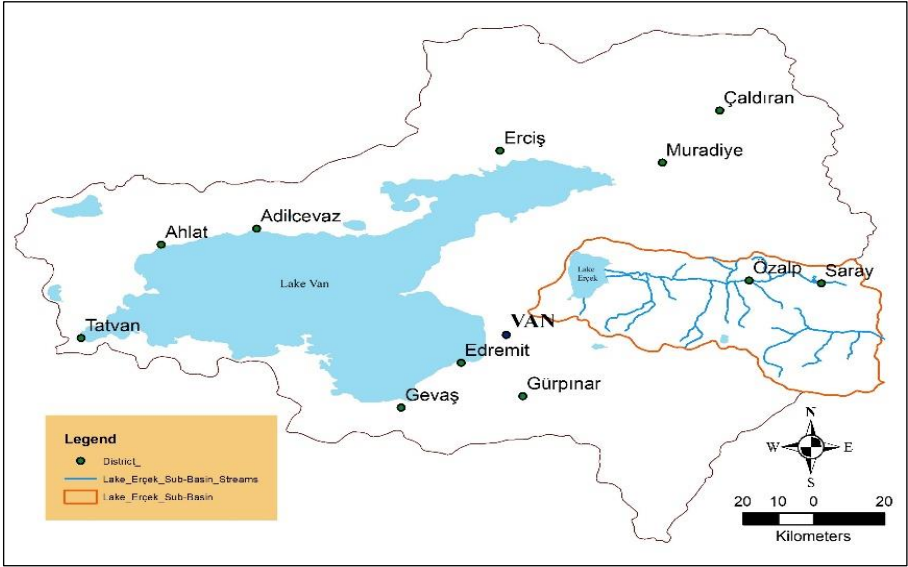 Çaldıran
Erciş
Muradiye
Adilcevaz
Ahlat
Lake
Erçek
Özalp
Saray
Lake Van
VAN
Tatvan
Edremit
Gevaş
Gürpınar
Legend
District_
Lake_Erçek_Sub-Basin_Streams
Lake_Erçek_Sub-Basin
N
W
E
S
20 10 0 20
Kilometers